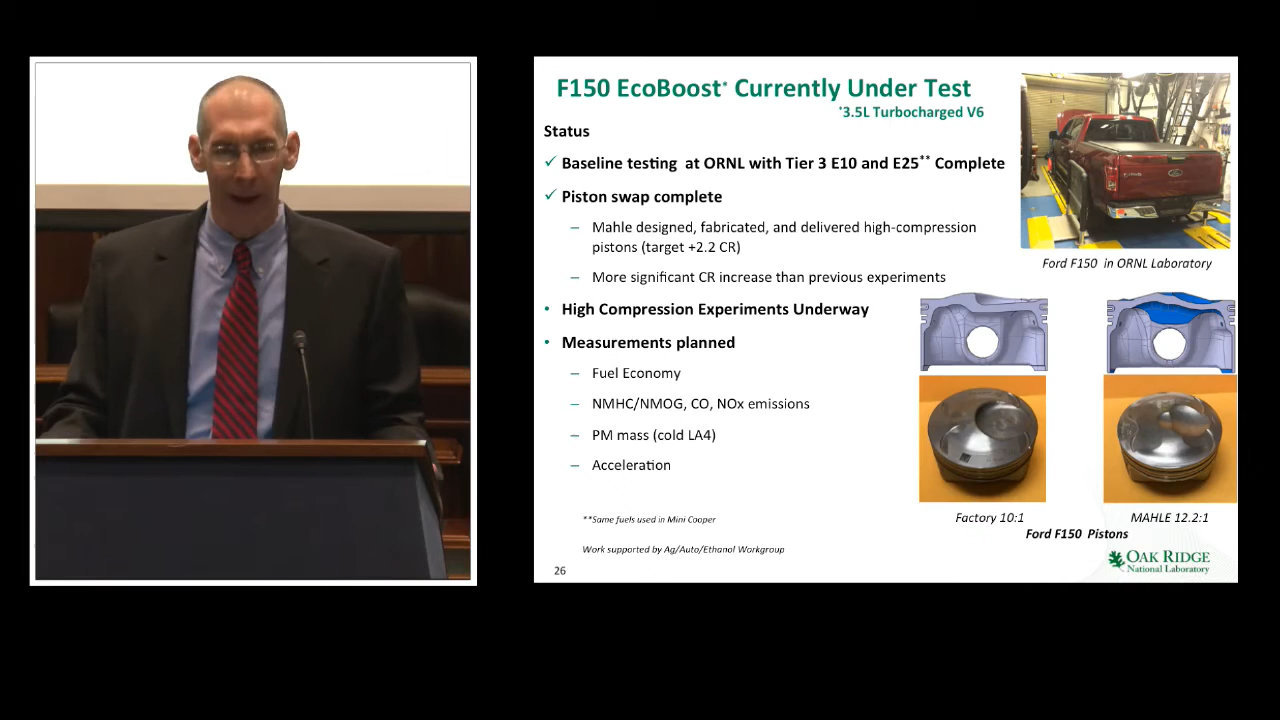 F150 EcoBoost* Currently Under Test
*3.5L Turbocharged V6
Status
✓ Baseline testing at ORNL with Tier 3 E10 and E25** Complete
✓ Piston swap complete
– Mahle designed, fabricated, and delivered high-compression
pistons (target +2.2 CR)
– More significant CR increase than previous experiments
• High Compression Experiments Underway
• Measurements planned
– Fuel Economy
– NMHC/NMOG, CO, NOx emissions
– PM mass (cold LA4)
– Acceleration
**Same fuels used in Mini Cooper
Work supported by Ag/Auto/Ethanol Workgroup
26
Ford F150 in ORNL Laboratory
Factory 10:1
MAHLE 12.2:1
Ford F150 Pistons
OAK RIDGE
National Laboratory